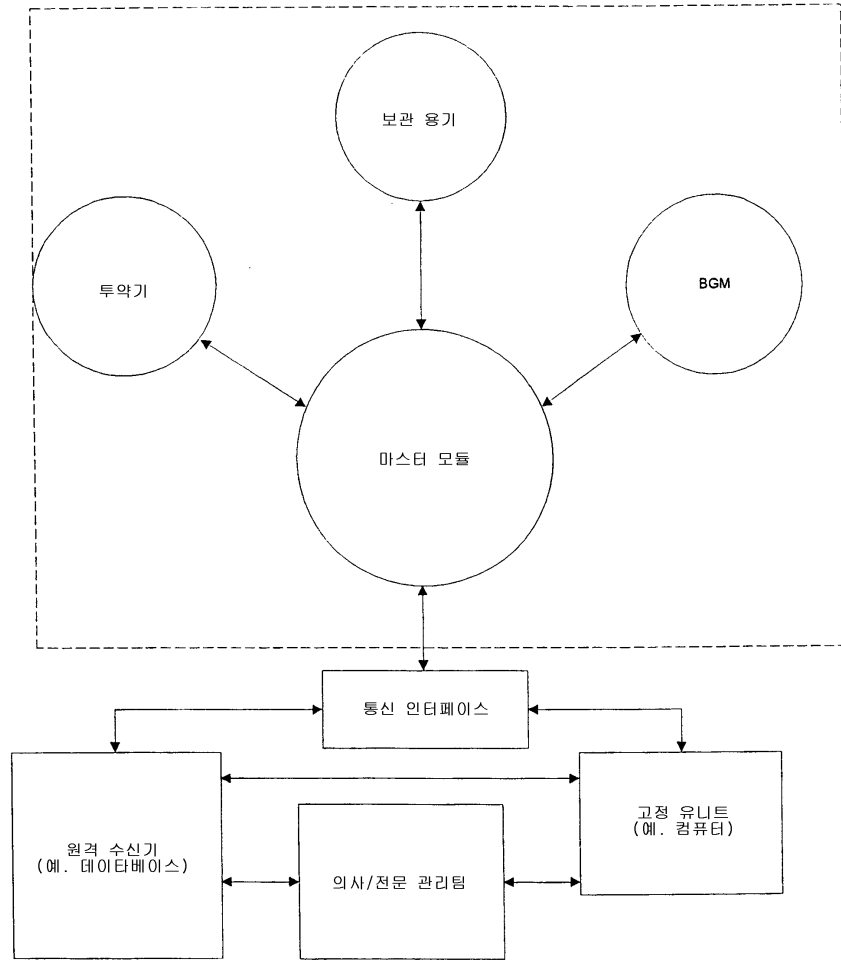 보관 용기
투약기
BGM
마스터 모듈
통신 인터페이스
원격 수신기
(예. 데이타베이스)
고정 유니트
(예. 컴퓨터)
의사/전문 관리팀